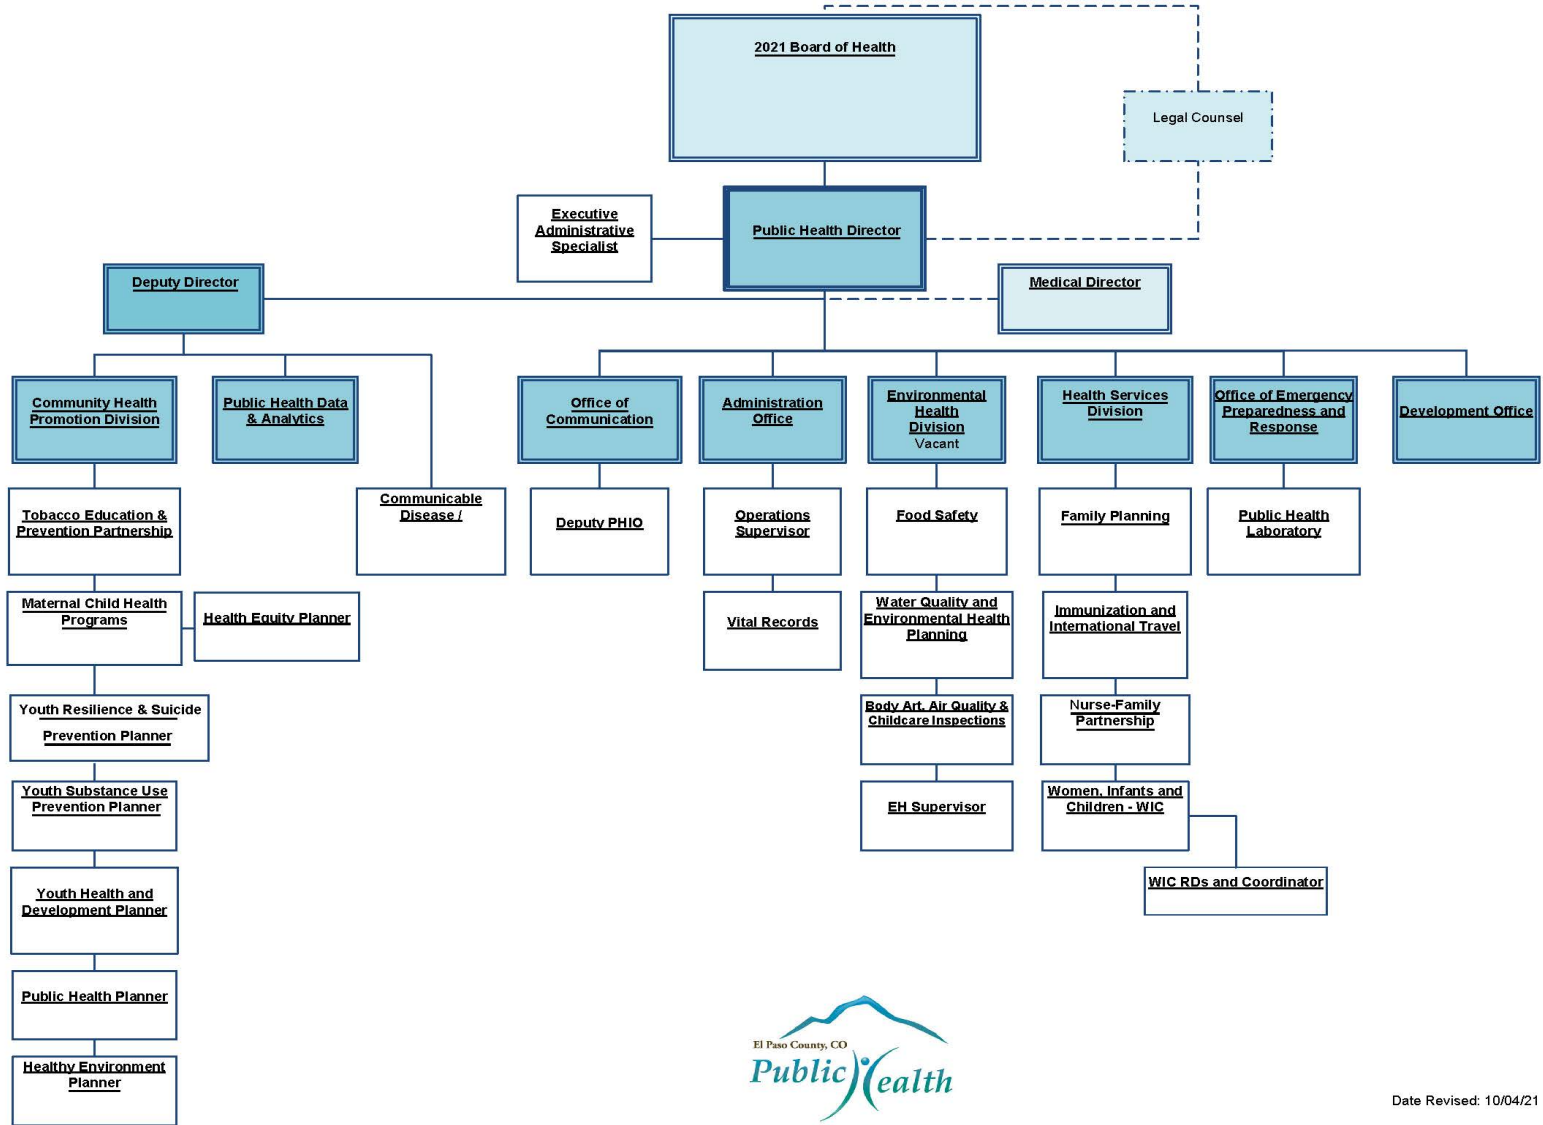 2021 Board of Health
Legal Counsel
Executive
Administrative
Specialist
Public Health Director
Deputy Director
Medical Director
Community Health
Promotion Division
Public Health Data
& Analytics
Office of
Communication
Administration
Office
Environmental
Health
Division
Vacant
Health Services
Division
Office of Emergency
Preparedness and
Response
Development Office
Tobacco Education &
Prevention Partnership
Communicable
Disease /
Deputy PHIO
Operations
Supervisor
Food Safety
Family Planning
Public Health
Laboratory
Maternal Child Health
Programs
Health Equity Planner
Vital Records
Water Quality and
Environmental Health
Planning
Immunization and
International Travel
Youth Resilience & Suicide
Prevention Planner
Body Art, Air Quality &
Childcare Inspections
Nurse-Family
Partnership
Youth Substance Use
Prevention Planner
EH Supervisor
Women, Infants and
Children - WIC
Youth Health and
Development Planner
WIC RDs and Coordinator
Public Health Planner
Healthy Environment
Planner
El Paso County, CO
Public Health
Date Revised: 10/04/21